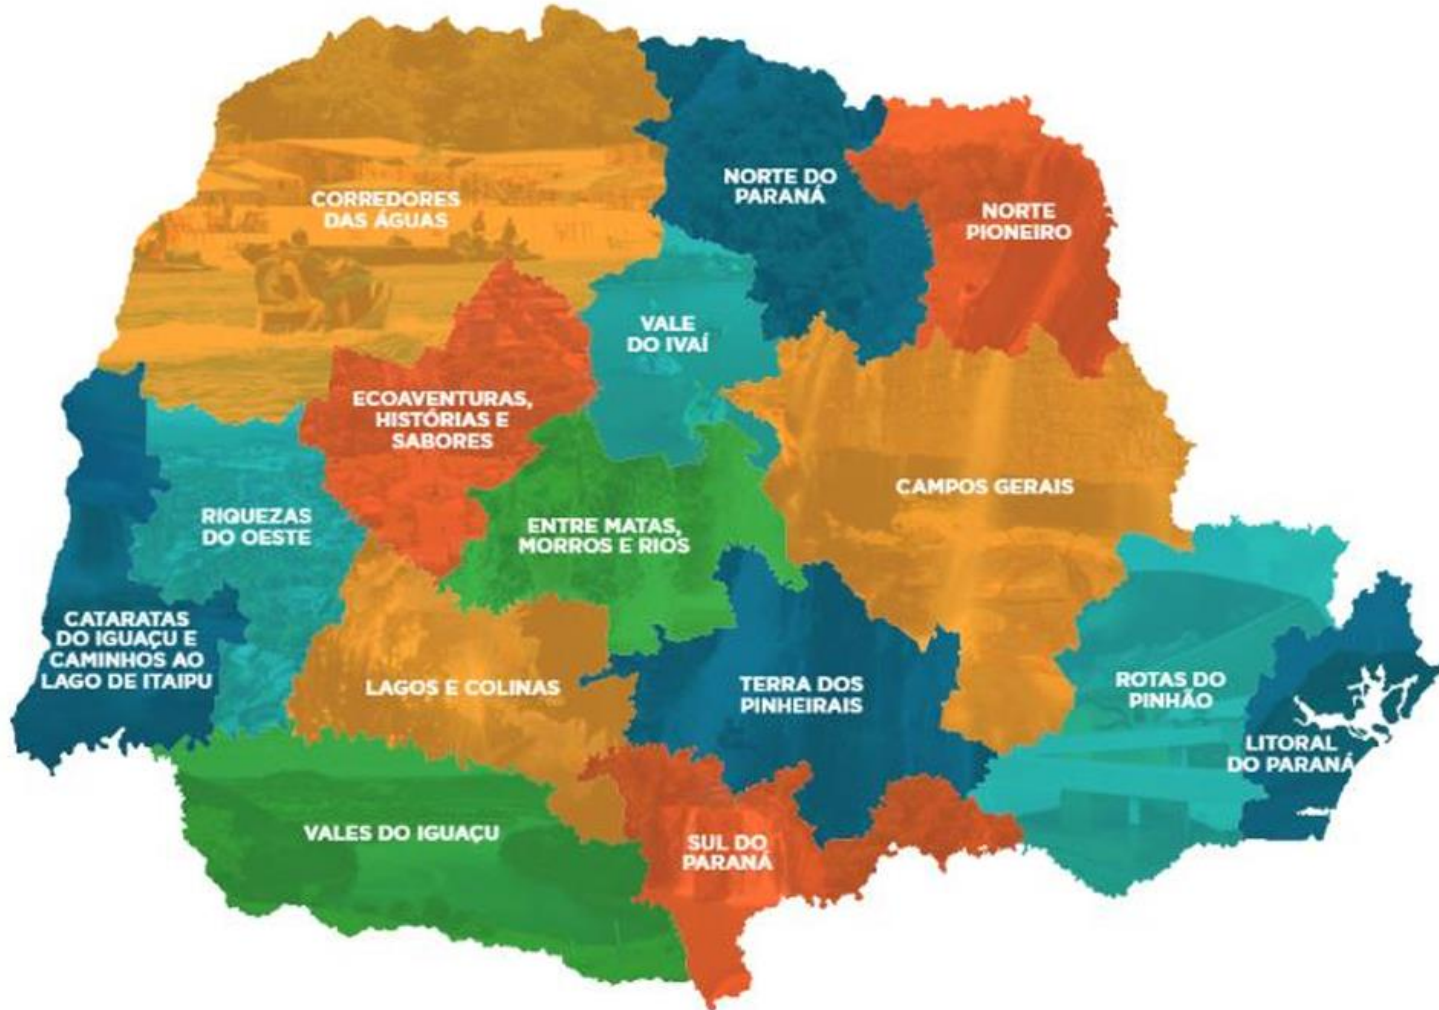 NORTE DO
PARANÁ
CORREDORES
DAS ÁGUAS
NORTE
PIONEIRO
VALE
DO IVAÍ
ECOAVENTURAS,
HISTÓRIAS E
SABORES
CAMPOS GERAIS
RIQUEZAS
DO OESTE
ENTRE MATAS,
MORROS E RIOS
CATARATAS
DO IGUAÇU E
CAMINHOS AO
LAGO DE ITAIPU
LAGOS E COLINAS
TERRA DOS
PINHEIRAIS
ROTAS DO
PINHÃO
LITORAL
DO PARANÁ
VALES DO IGUAÇU
SUL DO
PARANÁ